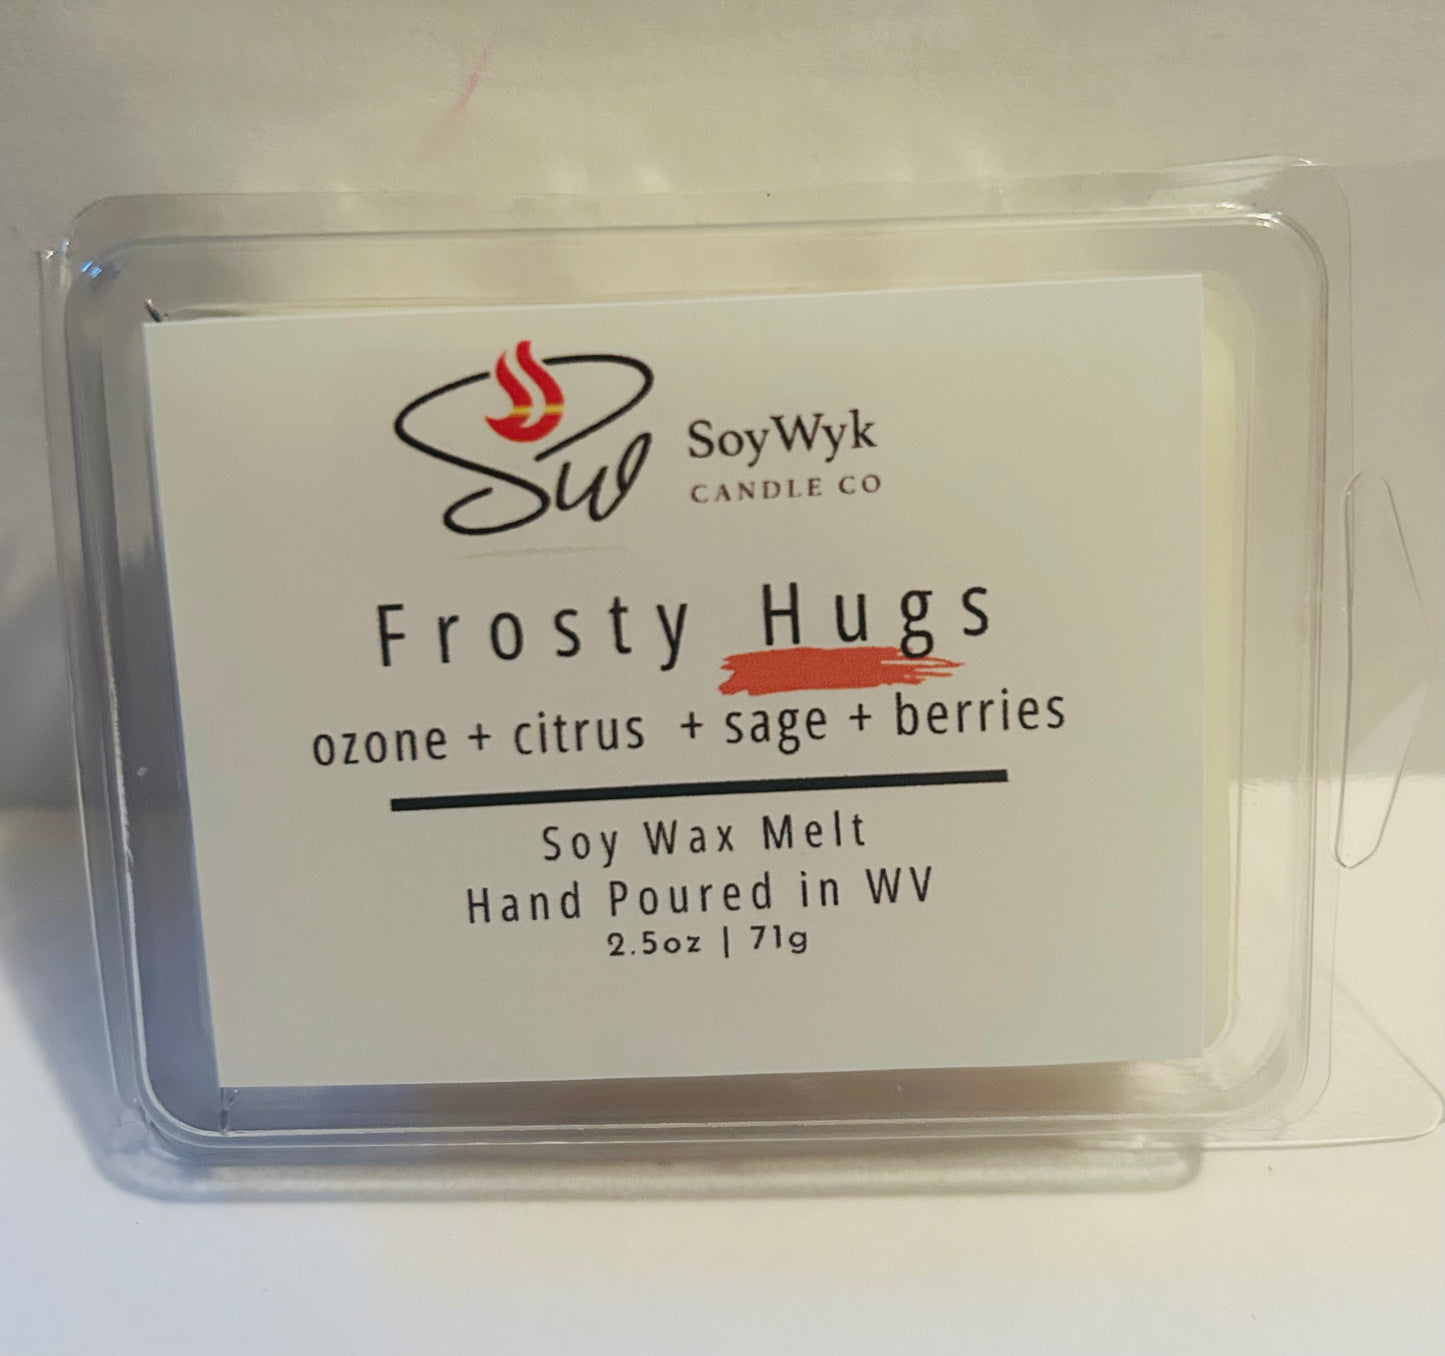 Sw
SoyWyk
CANDLE CO
Frosty Hugs
ozone + citrus + sage + berries
Soy Wax Melt
Hand Poured in WV
2.5oz | 71g